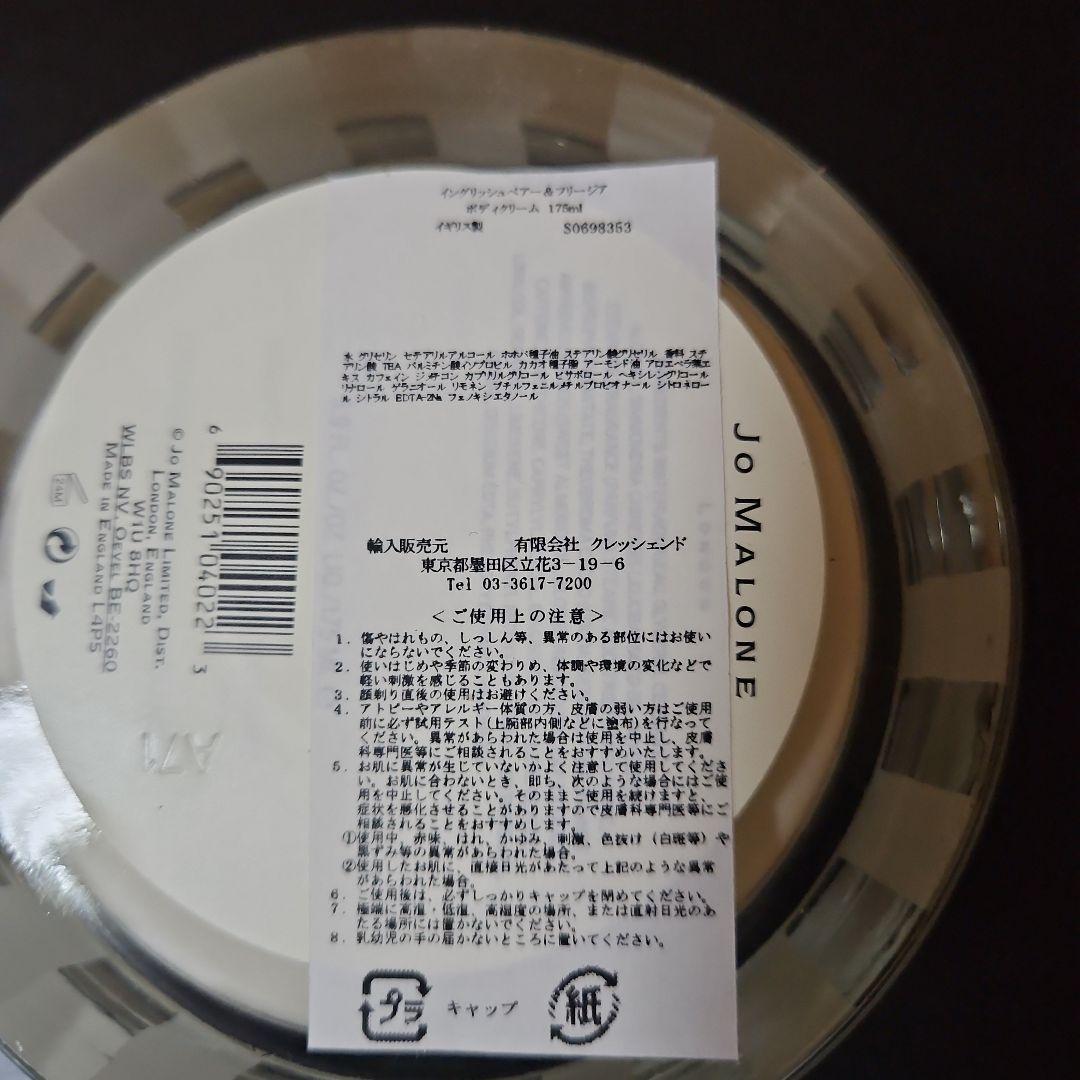 イングリッシュペアー&フリージア
ボディクリーム 175ml
イギリス製 S0698353
水 グリセリン セテアリルアルコール ホホバ種子油 ステアリン酸グリセリル 香料 ステ
アリン酸 TEA パルミチン酸イソプロピル カカオ種子脂 アーモンド油 アロエベラ葉エ
キス カフェイン ジメチコン カプリリルグリコール ビサボロール ヘキシレングリコール
リナロール ゲラニオール リモネン ブチルフェニルメチルプロピオナール シトロネロー
ル シトラル EDTA-2Na フェノキシエタノール
輸入販売元 有限会社 クレッシェンド
東京都墨田区立花3-19-6
Tel 03-3617-7200
<ご使用上の注意>
1. 傷やはれもの、しっしん等、異常のある部位にはお使い
にならないでください。
2. 使いはじめや季節の変わりめ、体調や環境の変化などで
軽い刺激を感じることもあります。
3. 顔剃り直後の使用はお避けください。
4. アトピーやアレルギー体質の方、皮膚の弱い方はご使用
前に必ず試用テスト(上腕部内側などに塗布)を行なって
ください。異常があらわれた場合は使用を中止し、皮膚
科専門医等にご相談されることをおすすめいたします。
5. お肌に異常が生じていないかよく注意して使用してくださ
い。お肌に合わないとき、即ち、次のような場合にはご使
用を中止してください。そのままご使用を続けますと、
症状を悪化させることがありますので皮膚科専門医等にご
相談されることをおすすめします。
①使用中、赤味、はれ、かゆみ、刺激、色抜け(白斑等)や
黒ずみ等の異常があらわれた場合。
②使用したお肌に、直接日光があたって上記のような異常
があらわれた場合。
6. ご使用後は、必ずしっかりキャップを閉めてください。
7. 極端に高温・低温、高湿度の場所、または直射日光のあ
たる場所には置かないでください。
8. 乳幼児の手の届かないところに置いてください。
プラ キャップ 紙
JO MALONE
LONDON
6 90251 04022 3
© JO MALONE LIMITED, DIST.
LONDON, ENGLAND
W1U 8HQ
WLBS NV, OEVEL BE-2260
MADE IN ENGLAND L4P5
24M
A71